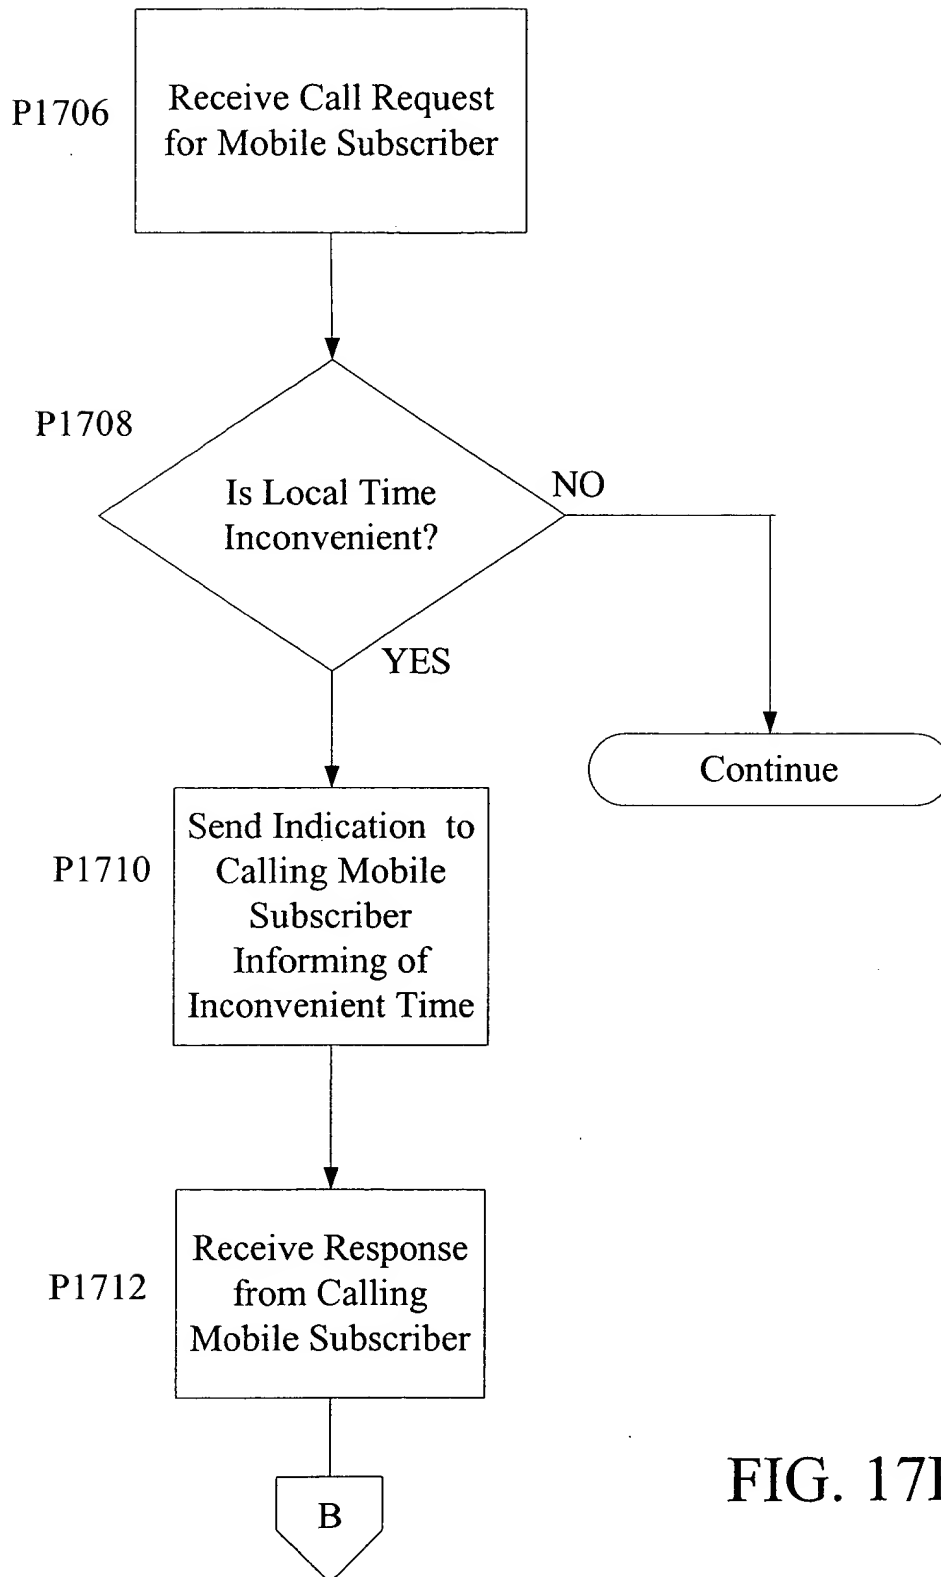 P1706
Receive Call Request
for Mobile Subscriber
P1708
Is Local Time
Inconvenient?
NO
YES
Continue
P1710
Send Indication to
Calling Mobile
Subscriber
Informing of
Inconvenient Time
P1712
Receive Response
from Calling
Mobile Subscriber
B
FIG.